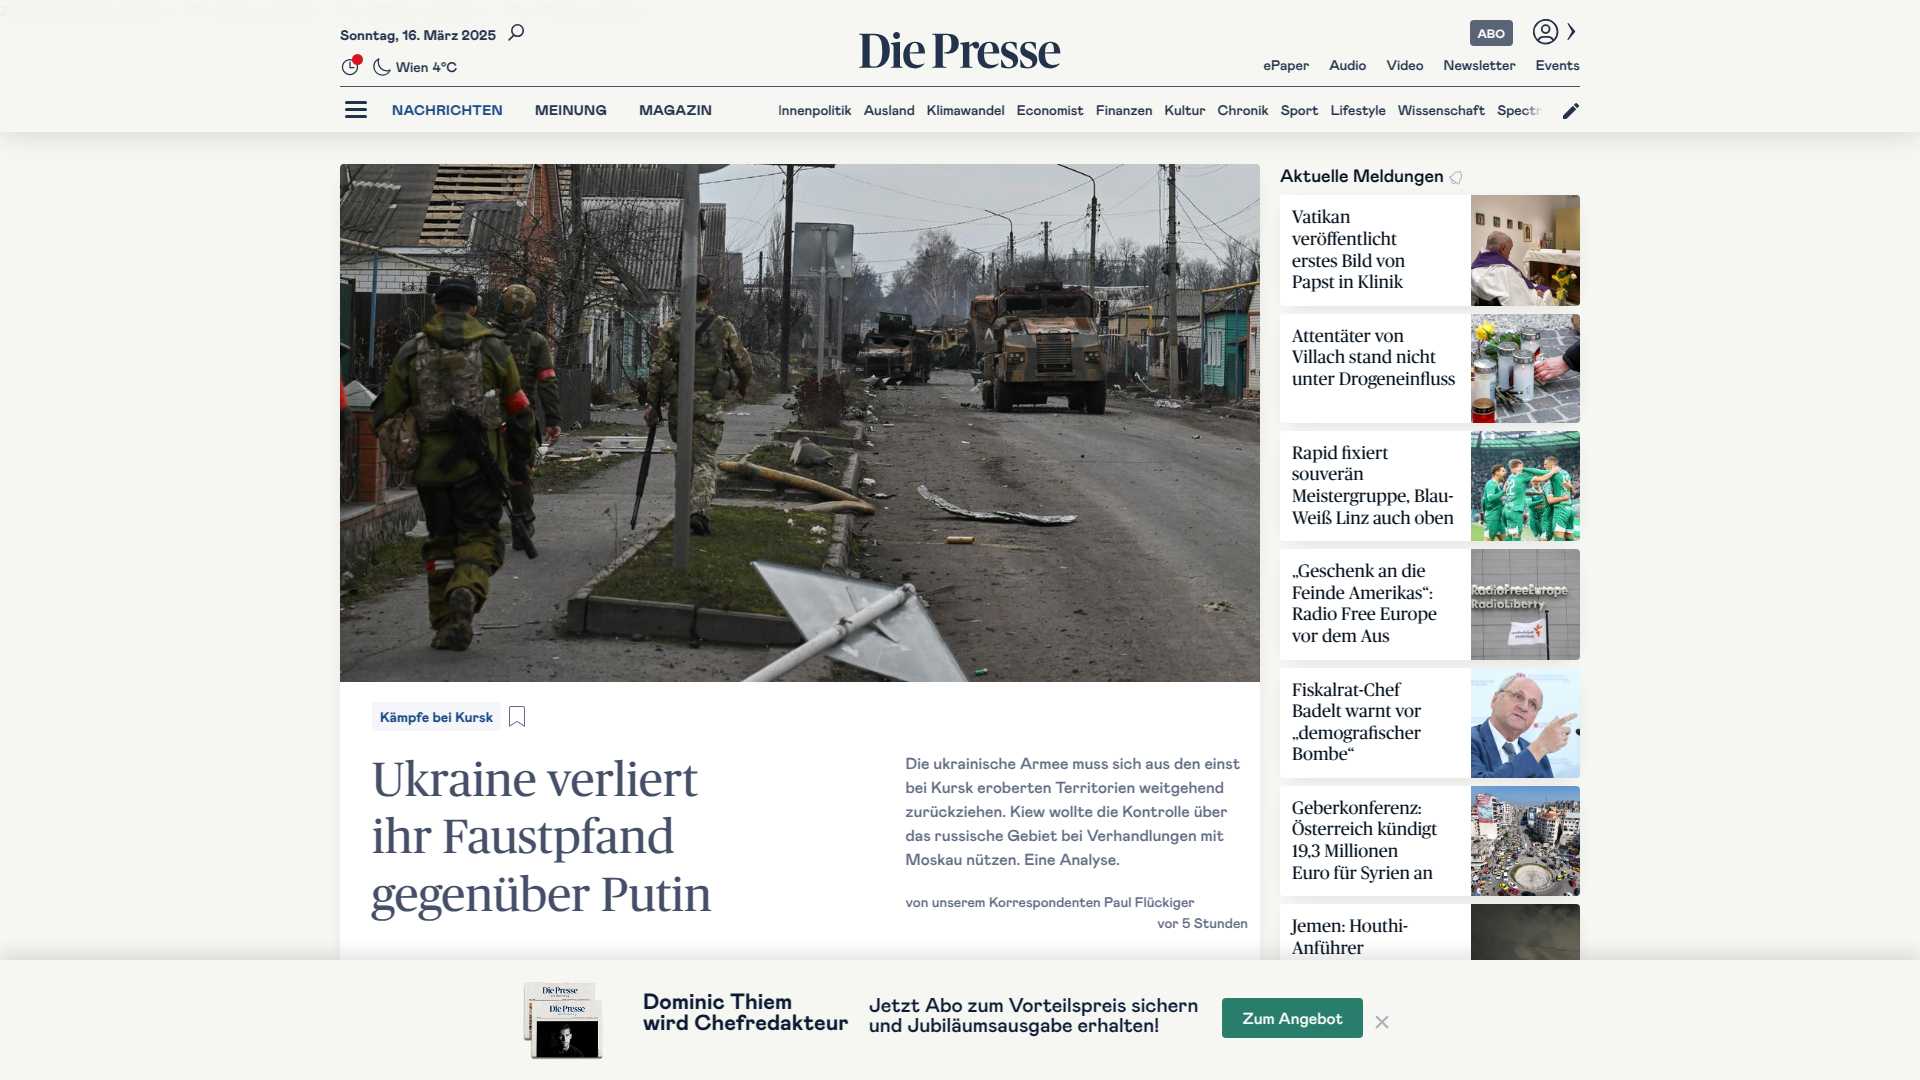 Sonntag, 16. März 2025
Wien 4°C
Die Presse
ABO
ePaper Audio Video Newsletter Events
NACHRICHTEN MEINUNG MAGAZIN
Innenpolitik Ausland Klimawandel Economist Finanzen Kultur Chronik Sport Lifestyle Wissenschaft Spectr
Kämpfe bei Kursk
Ukraine verliert
ihr Faustpfand
gegenüber Putin
Die ukrainische Armee muss sich aus den einst
bei Kursk eroberten Territorien weitgehend
zurückziehen. Kiew wollte die Kontrolle über
das russische Gebiet bei Verhandlungen mit
Moskau nützen. Eine Analyse.
von unserem Korrespondenten Paul Flückiger
vor 5 Stunden
Aktuelle Meldungen
Vatikan
veröffentlicht
erstes Bild von
Papst in Klinik
Attentäter von
Villach stand nicht
unter Drogeneinfluss
Rapid fixiert
souverän
Meistergruppe, Blau-
Weiß Linz auch oben
„Geschenk an die
Feinde Amerikas“:
Radio Free Europe
vor dem Aus
RadioFreeEurope
RadioLiberty
Fiskalrat-Chef
Badelt warnt vor
„demografischer
Bombe“
Geberkonferenz:
Österreich kündigt
19,3 Millionen
Euro für Syrien an
Jemen: Houthi-
Anführer
Die Presse
Die Presse
Dominic Thiem
wird Chefredakteur
Jetzt Abo zum Vorteilspreis sichern
und Jubiläumsausgabe erhalten!
Zum Angebot